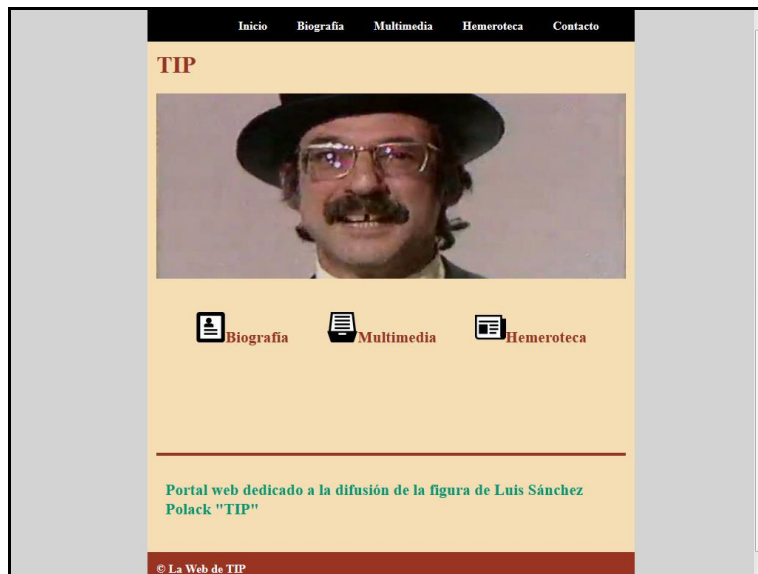 Inicio Biografia Multimedia Hemeroteca Contacto
TIP
Biografía Multimedia Hemeroteca
Portal web dedicado a la difusión de la figura de Luis Sánchez
Polack "TIP"
© La Web de TIP